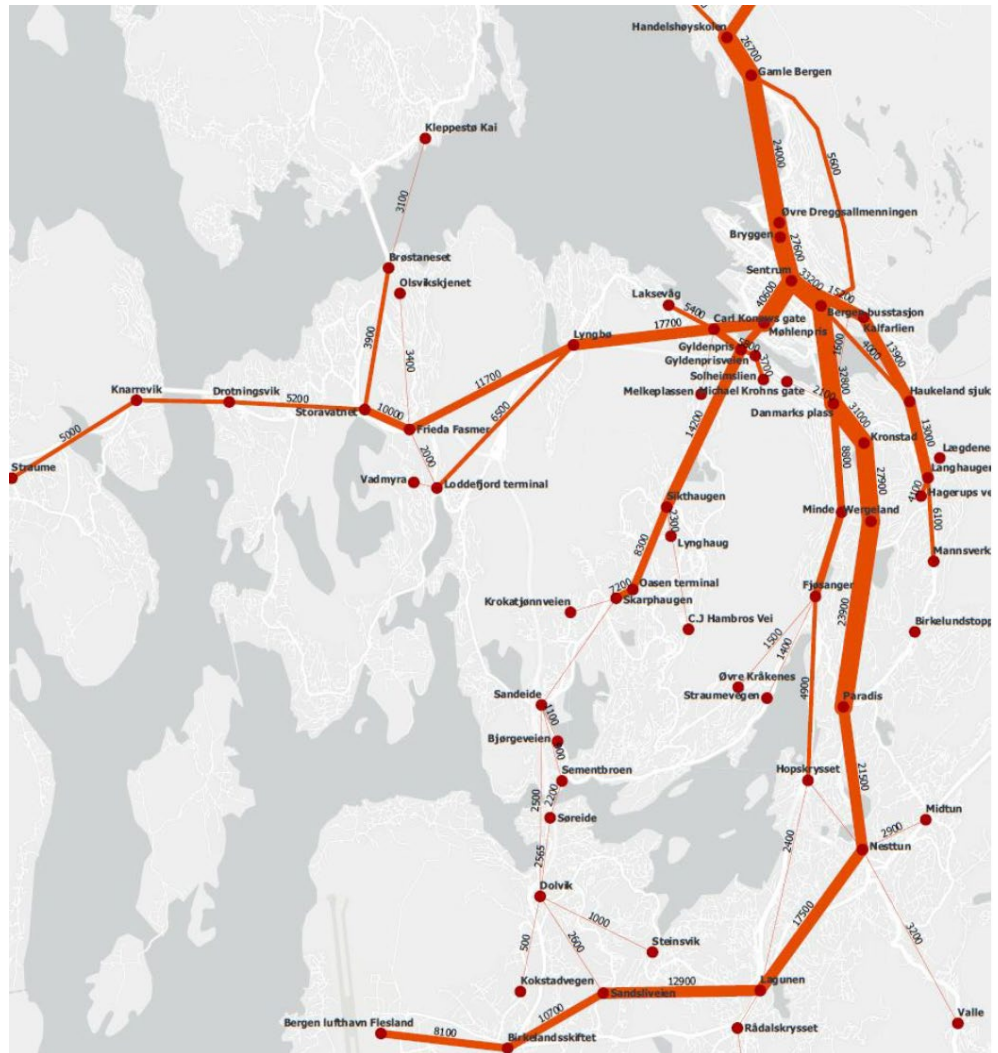 Handelshøyskolen
26700
Gamle Bergen
24000
5600
Kleppestø Kai
3100
Øvre Dreggsallmenningen
Bryggen
27600
Sentrum
33200
15200
Brøstaneset
Olsvikskjenet
Laksevåg
5400
40600
Bergen busstasjon
Kalfarlien
Carl Konows gate
Møhlenpris
17700
Lyngbø
Gyldenpris
Gyldenprisveien
3700
1600
4000
13900
3900
3400
32800
Solheimslien
Melkeplassen
Michael Krohns gate
2100
Danmarks plass
Haukeland sjuk
11700
Knarrevik
Drotningsvik
5200
Storavatnet
10000
Frieda Fasmer
6500
14200
31000
Kronstad
13000
5000
8800
Lægdene
Straume
2000
Vadmyra
Loddefjord terminal
27900
Langhaugen
4100
Hagerups ve
Sikthaugen
2300
Minde
Wergeland
6100
Lynghaug
8300
Mannsverk
7200
Oasen terminal
Skarphaugen
Fjøsanger
Krokatjønnveien
C.J Hambros Vei
1500
1400
23900
Birkelundstopp
Øvre Kråkenes
Straumevegen
4900
Sandeide
1100
Paradis
Bjørgeveien
Sementbroen
Hopskrysset
21500
2500
2200
Søreide
2400
2900
Midtun
Nesttun
2565
Dolvik
17500
1000
3200
500
2600
Steinsvik
Kokstadvegen
Sandsliveien
12900
Lagunen
10700
Bergen lufthavn Flesland
8100
Birkelandsskiftet
Rådalskrysset
Valle